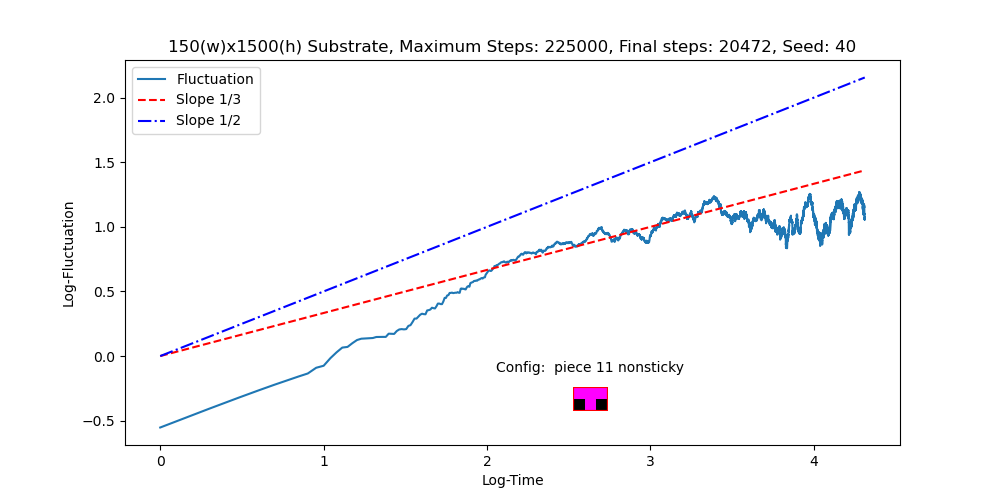 150(w)x1500(h) Substrate, Maximum Steps: 225000, Final steps: 20472, Seed: 40
Fluctuation
Slope 1/3
Slope 1/2
2.0
1.5
1.0
0.5
0.0
−0.5
Log-Fluctuation
Config:  piece 11 nonsticky
0 1 2 3 4
Log-Time